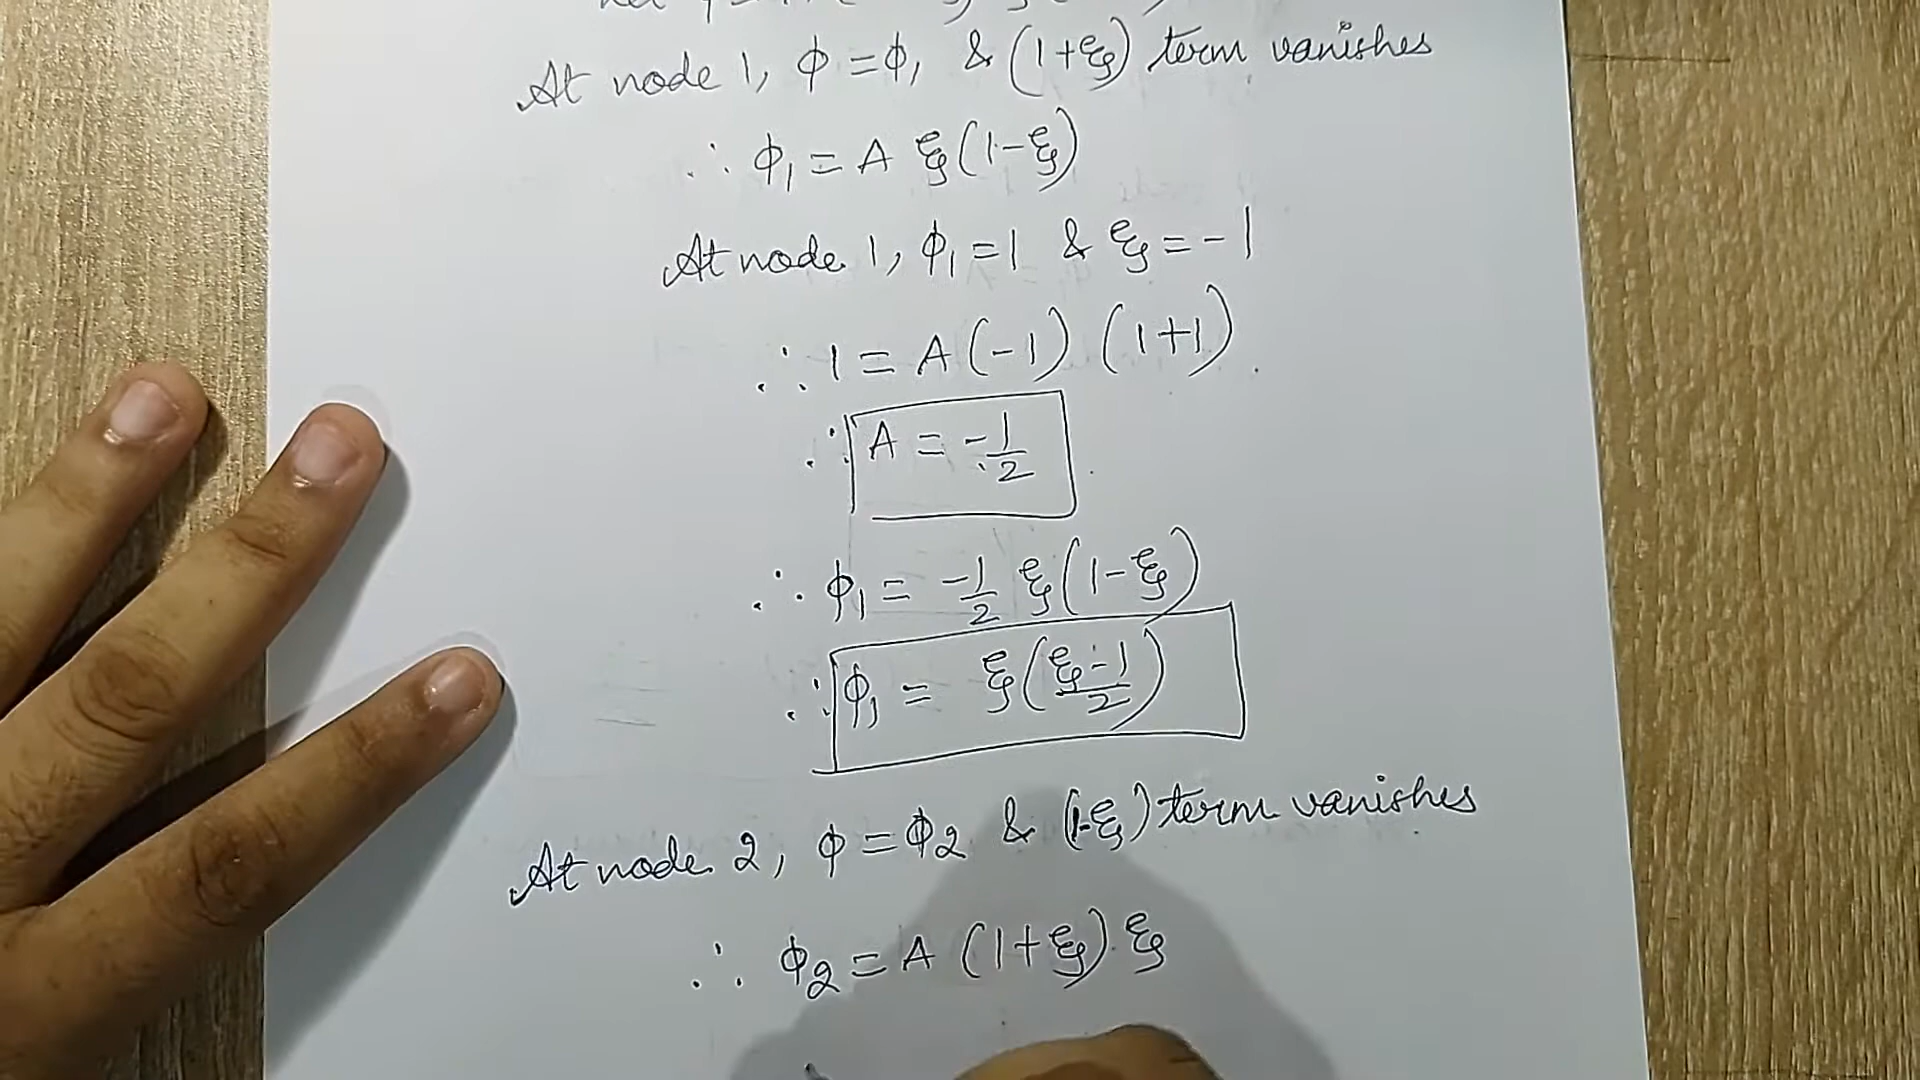 At node 1, ϕ = ϕ₁ & (1+ξ) term vanishes
∴ ϕ₁ = A ξ(1-ξ)
At node 1, ϕ₁ = 1 & ξ = -1
∴ 1 = A(-1) (1+1)
∴ A = -1/2
∴ ϕ₁ = -1/2 ξ(1-ξ)
∴ ϕ₁ = ξ(ξ-1/2)
At node 2, ϕ = ϕ₂ & (1-ξ) term vanishes
∴ ϕ₂ = A (1+ξ) ξ